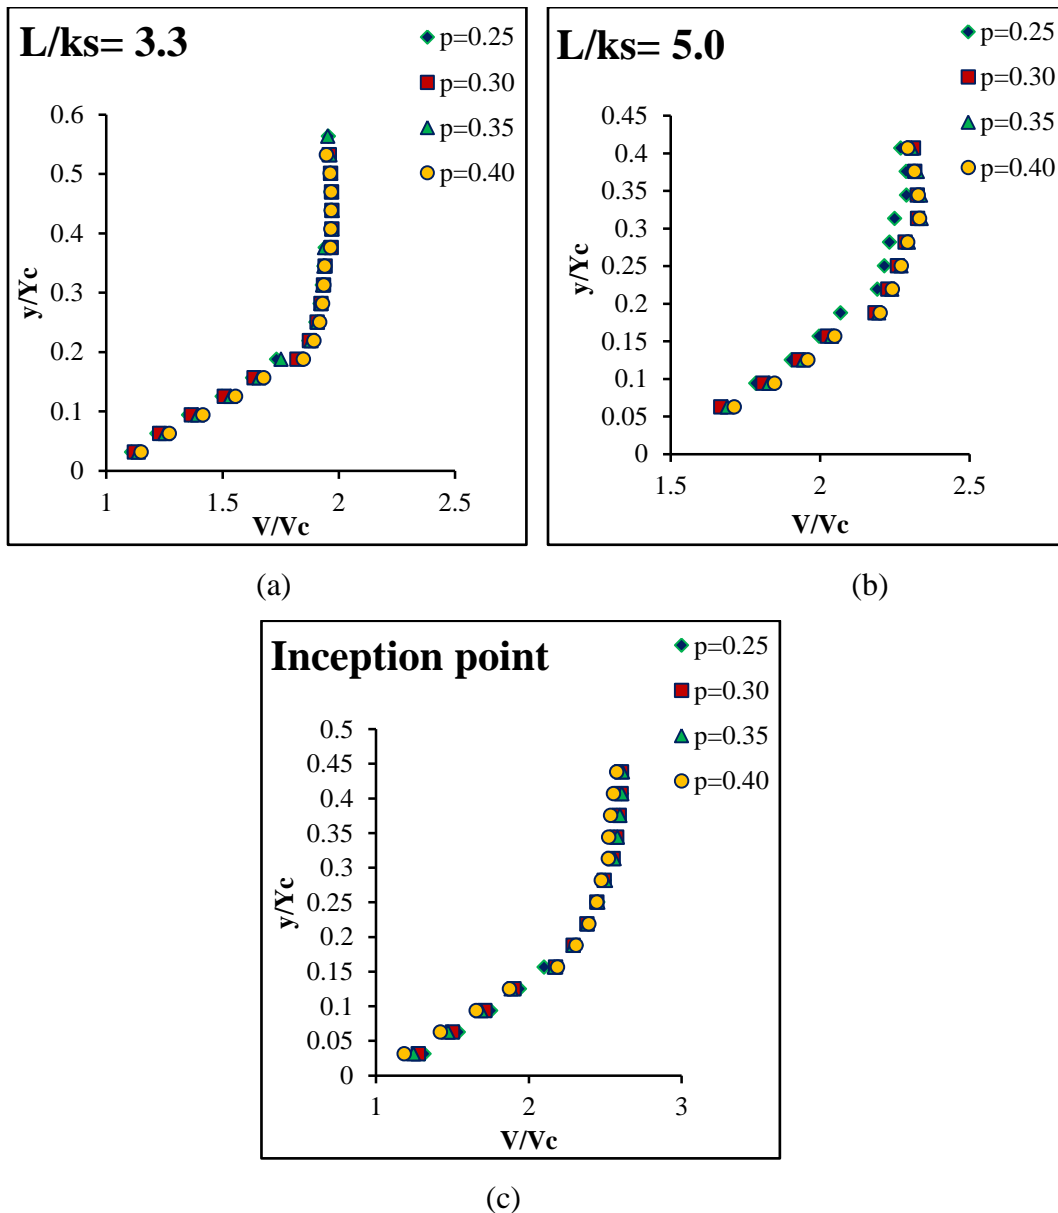 L/ks= 3.3
p=0.25
p=0.30
p=0.35
p=0.40
0.6
0.5
0.4
0.3
0.2
0.1
0
y/Yc
1 1.5 2 2.5
V/Vc
(a)
L/ks= 5.0
p=0.25
p=0.30
p=0.35
p=0.40
0.45
0.4
0.35
0.3
0.25
0.2
0.15
0.1
0.05
0
y/Yc
1.5 2 2.5
V/Vc
(b)
Inception point
p=0.25
p=0.30
p=0.35
p=0.40
0.5
0.45
0.4
0.35
0.3
0.25
0.2
0.15
0.1
0.05
0
y/Yc
1 2 3
V/Vc
(c)